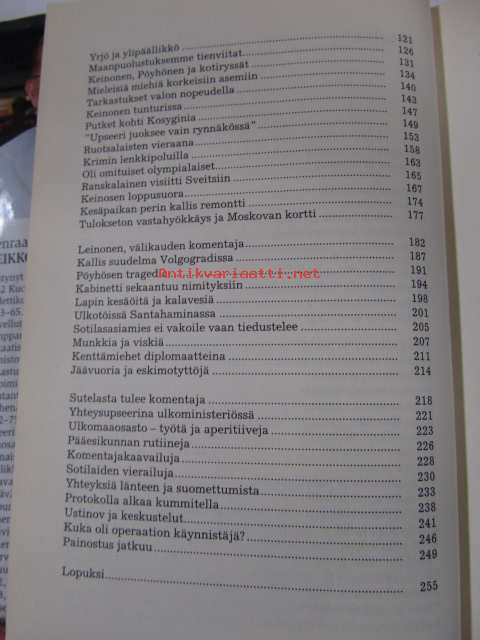 Yrjö ja ylipäällikkö 121
Maanpuolustuksemme tienviitat 126
Keinonen, Pöyhönen ja kotiryssät 131
Mieleisiä miehiä korkeisiin asemiin 134
Tarkastukset valon nopeudella 140
Keinonen tunturissa 143
Putket kohti Kosyginia 147
"Upseeri juoksee vain rynnäkössä" 149
Ruotsalaisten vieraana 153
Krimin lenkkipoluilla 158
Oli omituiset olympialaiset 163
Ranskalainen visiitti Sveitsiin 165
Keinosen loppusuora 167
Kesäpaikan perin kallis remontti 174
Tulokseton vastahyökkäys ja Moskovan kortti 177
Leinonen, välikauden komentaja 182
Kallis suudelma Volgogradissa 187
Pöyhösen traged 191
Antikvariaatti.net
Kabinetti sekaantuu nimityksiin 194
Lapin kesäöitä ja kalavesiä 198
Ulkotöissä Santahaminassa 201
Sotilasasiamies ei vakoile vaan tiedustelee 205
Munkkia ja viskiä 207
Kenttämiehet diplomaatteina 211
Jäävuoria ja eskimotyttöjä 214
Sutelasta tulee komentaja 218
Yhteysupseerina ulkoministeriössä 221
Ulkomaaosasto – työtä ja aperitiiveja 223
Pääesikunnan rutiineja 226
Komentajakaavailuja 228
Sotilaiden vierailuja 230
Yhteyksiä länteen ja suomettumista 233
Protokolla alkaa kummitella 238
Ustinov ja keskustelut 241
Kuka oli operaation käynnistäjä? 246
Painostus jatkuu 249
Lopuksi 255